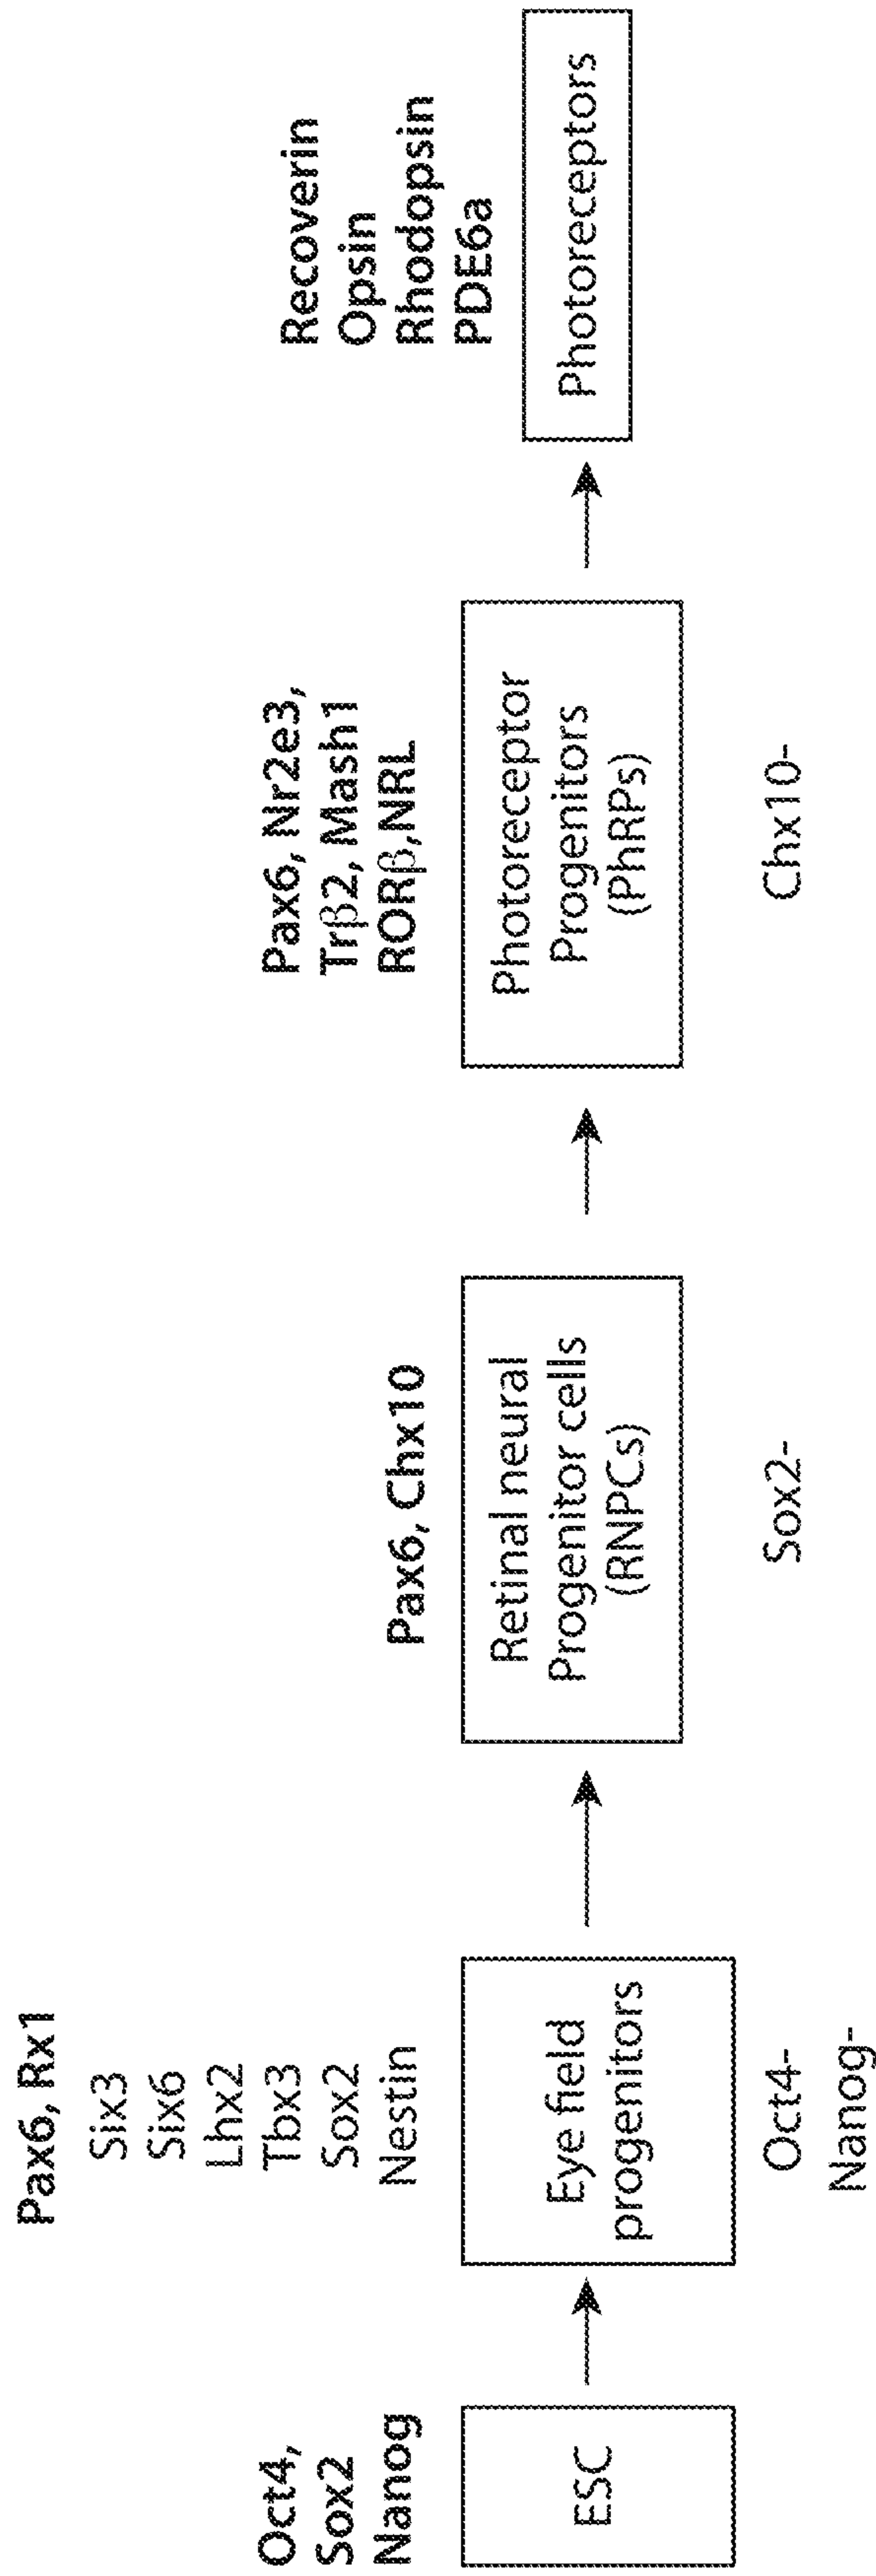 Oct4,
Sox2
Nanog
ESC
Pax6, Rx1
Six3
Six6
Lhx2
Tbx3
Sox2
Nestin
Eye field
progenitors
Oct4-
Nanog-
Pax6, Chx10
Retinal neural
Progenitor cells
(RNPCs)
Sox2-
Pax6, Nr2e3,
Trβ2, Mash1
RORβ,NRL
Photoreceptor
Progenitors
(PhRPs)
Chx10-
Recoverin
Opsin
Rhodopsin
PDE6a
Photoreceptors